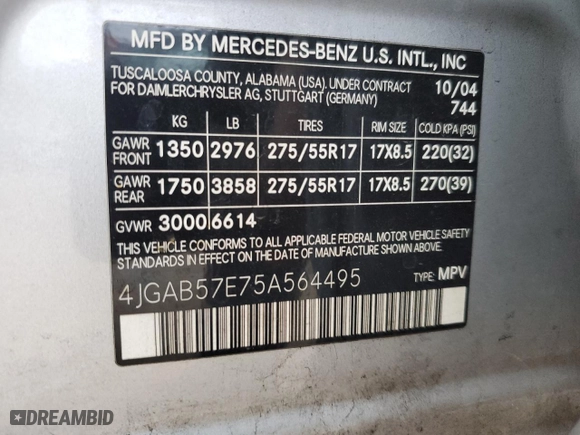 MFD BY MERCEDES-BENZ U.S. INTL., INC
TUSCALOOSA COUNTY, ALABAMA (USA). UNDER CONTRACT 10/04
FOR DAIMLERCHRYSLER AG, STUTTGART (GERMANY) 744
KG LB TIRES RIM SIZE COLD KPA (PSI)
GAWR FRONT 1350 2976 275/55R17 17X8.5 220(32)
GAWR REAR 1750 3858 275/55R17 17X8.5 270(39)
GVWR 3000 6614
THIS VEHICLE CONFORMS TO ALL APPLICABLE FEDERAL MOTOR VEHICLE SAFETY
STANDARDS IN EFFECT ON THE DATE OF MANUFACTURE SHOWN ABOVE.
4JGAB57E75A564495 TYPE: MPV
DREAMBID